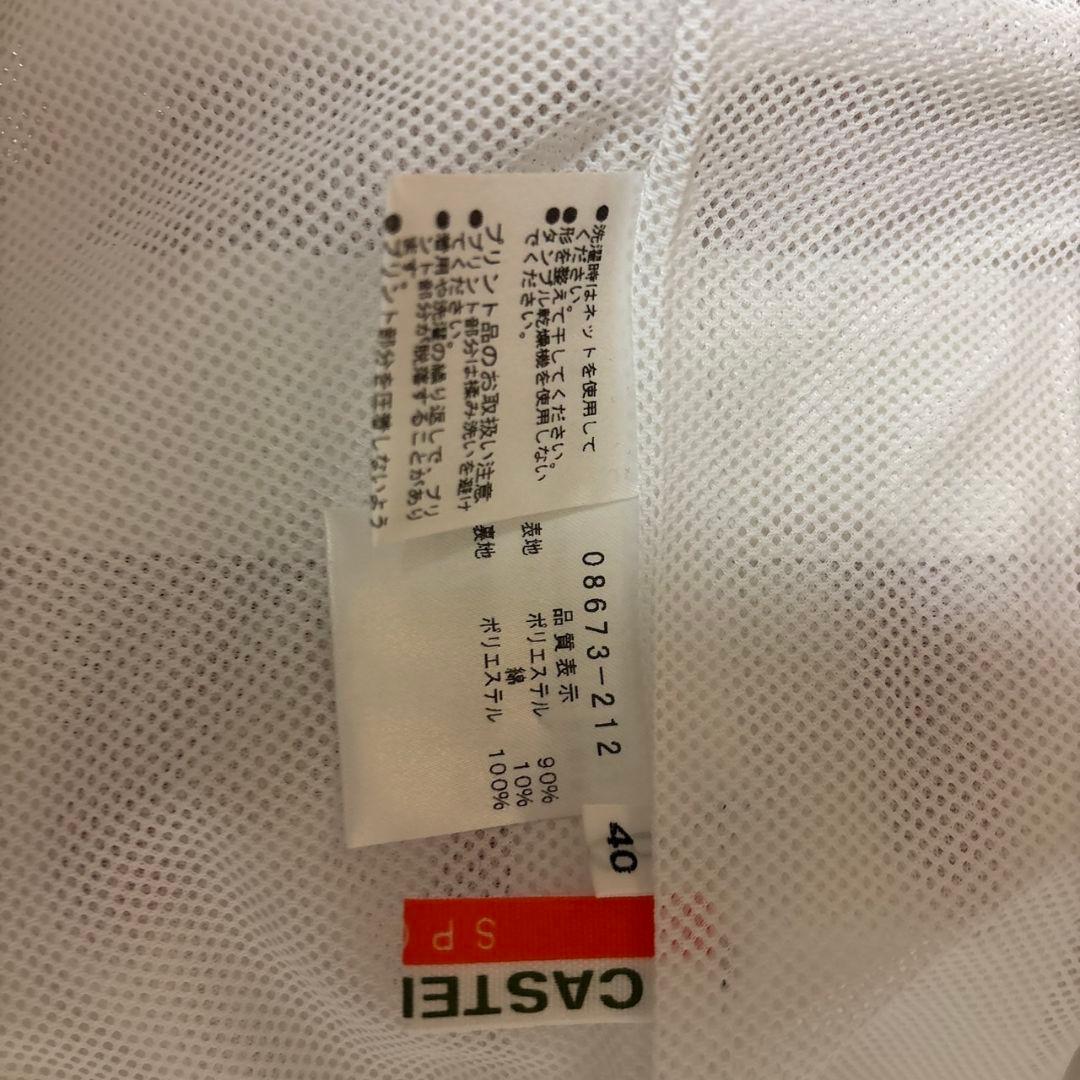 ●洗濯時はネットを使用して
ください。
●形を整えて干してください。
●タンブル乾燥機を使用しない
でください。
プリント品のお取扱い注意
●プリント部分は揉み洗いを避け
てください。
●着用や洗濯の繰り返しで、プリ
ント部分が脱落することがあり
ます。
●プリント部分を圧着しないよう
08673-212
品質表示
表地 ポリエステル 90%
綿 10%
裏地 ポリエステル 100%
40
SP
CASTEL